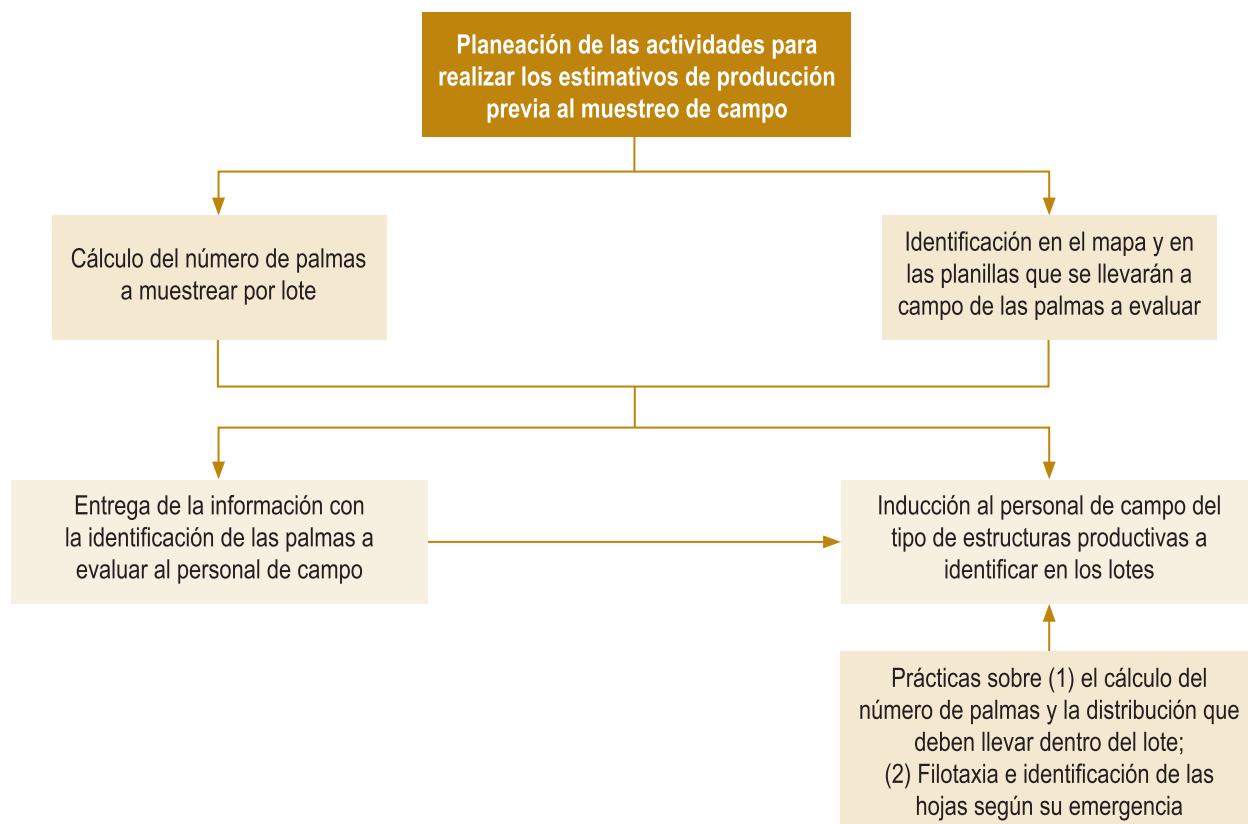 Planeación de las actividades para
realizar los estimativos de producción
previa al muestreo de campo
Cálculo del número de palmas
a muestrear por lote
Identificación en el mapa y en
las planillas que se llevarán a
campo de las palmas a evaluar
Entrega de la información con
la identificación de las palmas a
evaluar al personal de campo
Inducción al personal de campo del
tipo de estructuras productivas a
identificar en los lotes
Prácticas sobre (1) el cálculo del
número de palmas y la distribución que
deben llevar dentro del lote;
(2) Filotaxia e identificación de las
hojas según su emergencia